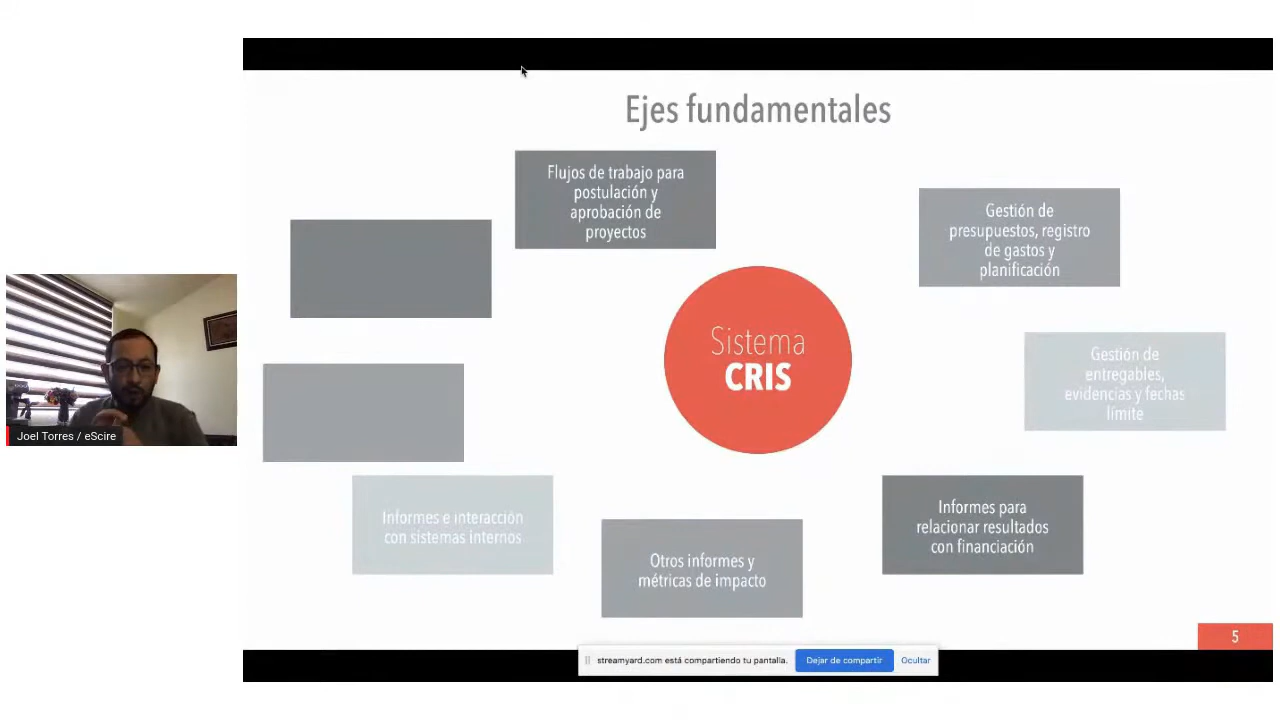 Ejes fundamentales
Flujos de trabajo para
postulación y
aprobación de
proyectos
Gestión de
presupuestos, registro
de gastos y
planificación
Sistema
CRIS
Gestión de
entregables,
evidencias y fechas
límite
Informes para
relacionar resultados
con financiación
Otros informes y
métricas de impacto
Informes e interacción
con sistemas internos
Joel Torres / eScire
5
streamyard.com está compartiendo tu pantalla.
Dejar de compartir
Ocultar